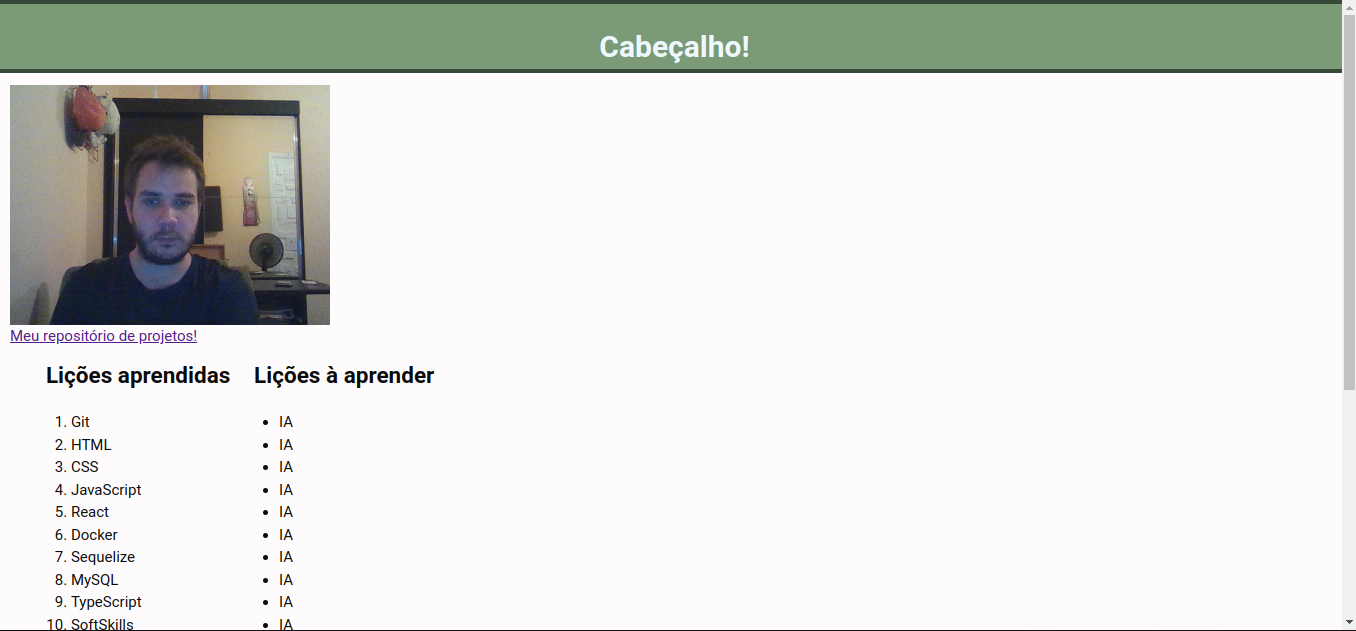 Cabeçalho!
Meu repositório de projetos!
Lições aprendidas
1. Git
2. HTML
3. CSS
4. JavaScript
5. React
6. Docker
7. Sequelize
8. MySQL
9. TypeScript
10. SoftSkills
Lições à aprender
• IA
• IA
• IA
• IA
• IA
• IA
• IA
• IA
• IA
• IA